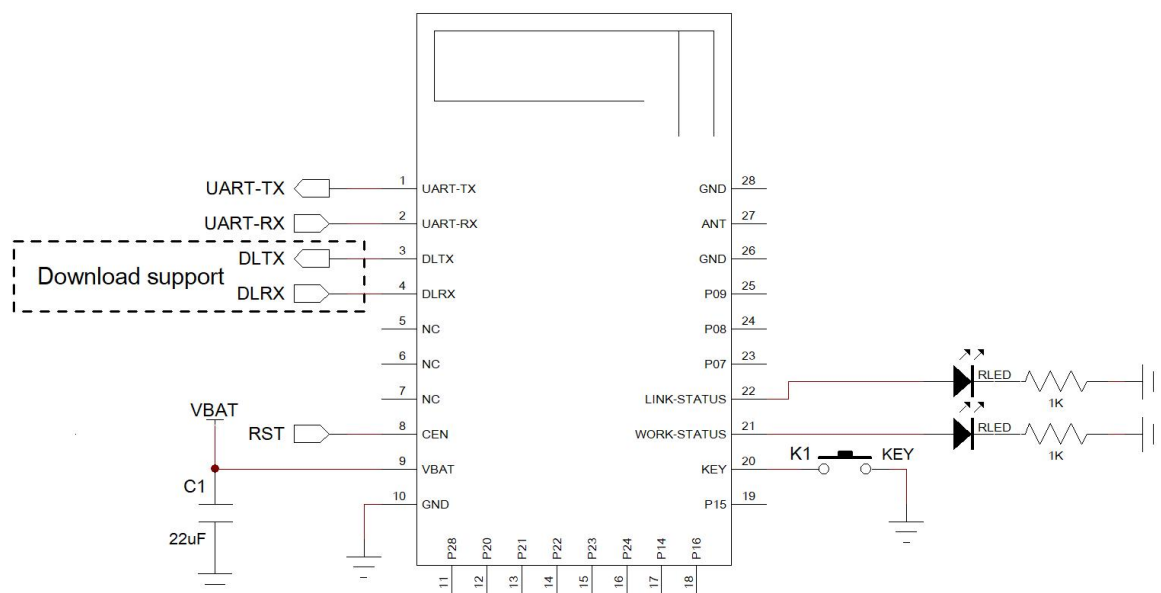 UART-TX 1 UART-TX GND 28
UART-RX 2 UART-RX ANT 27
DLTX 3 DLTX GND 26
Download support
DLRX 4 DLRX P09 25
5 NC P08 24
6 NC P07 23
RLED
7 NC LINK-STATUS 22
1K
VBAT
RST 8 CEN WORK-STATUS 21
RLED
1K
9 VBAT KEY 20 K1 KEY
C1
10 GND P15 19
22uF
P28 P20 P21 P22 P23 P24 P14 P16
11 12 13 14 15 16 17 18